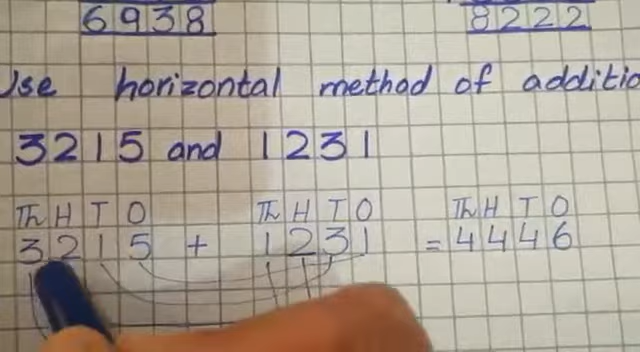 6938 8222
Use horizontal method of additio
3215 and 1231
Th H T O Th H T O Th H T O
3215 + 1231 = 4446